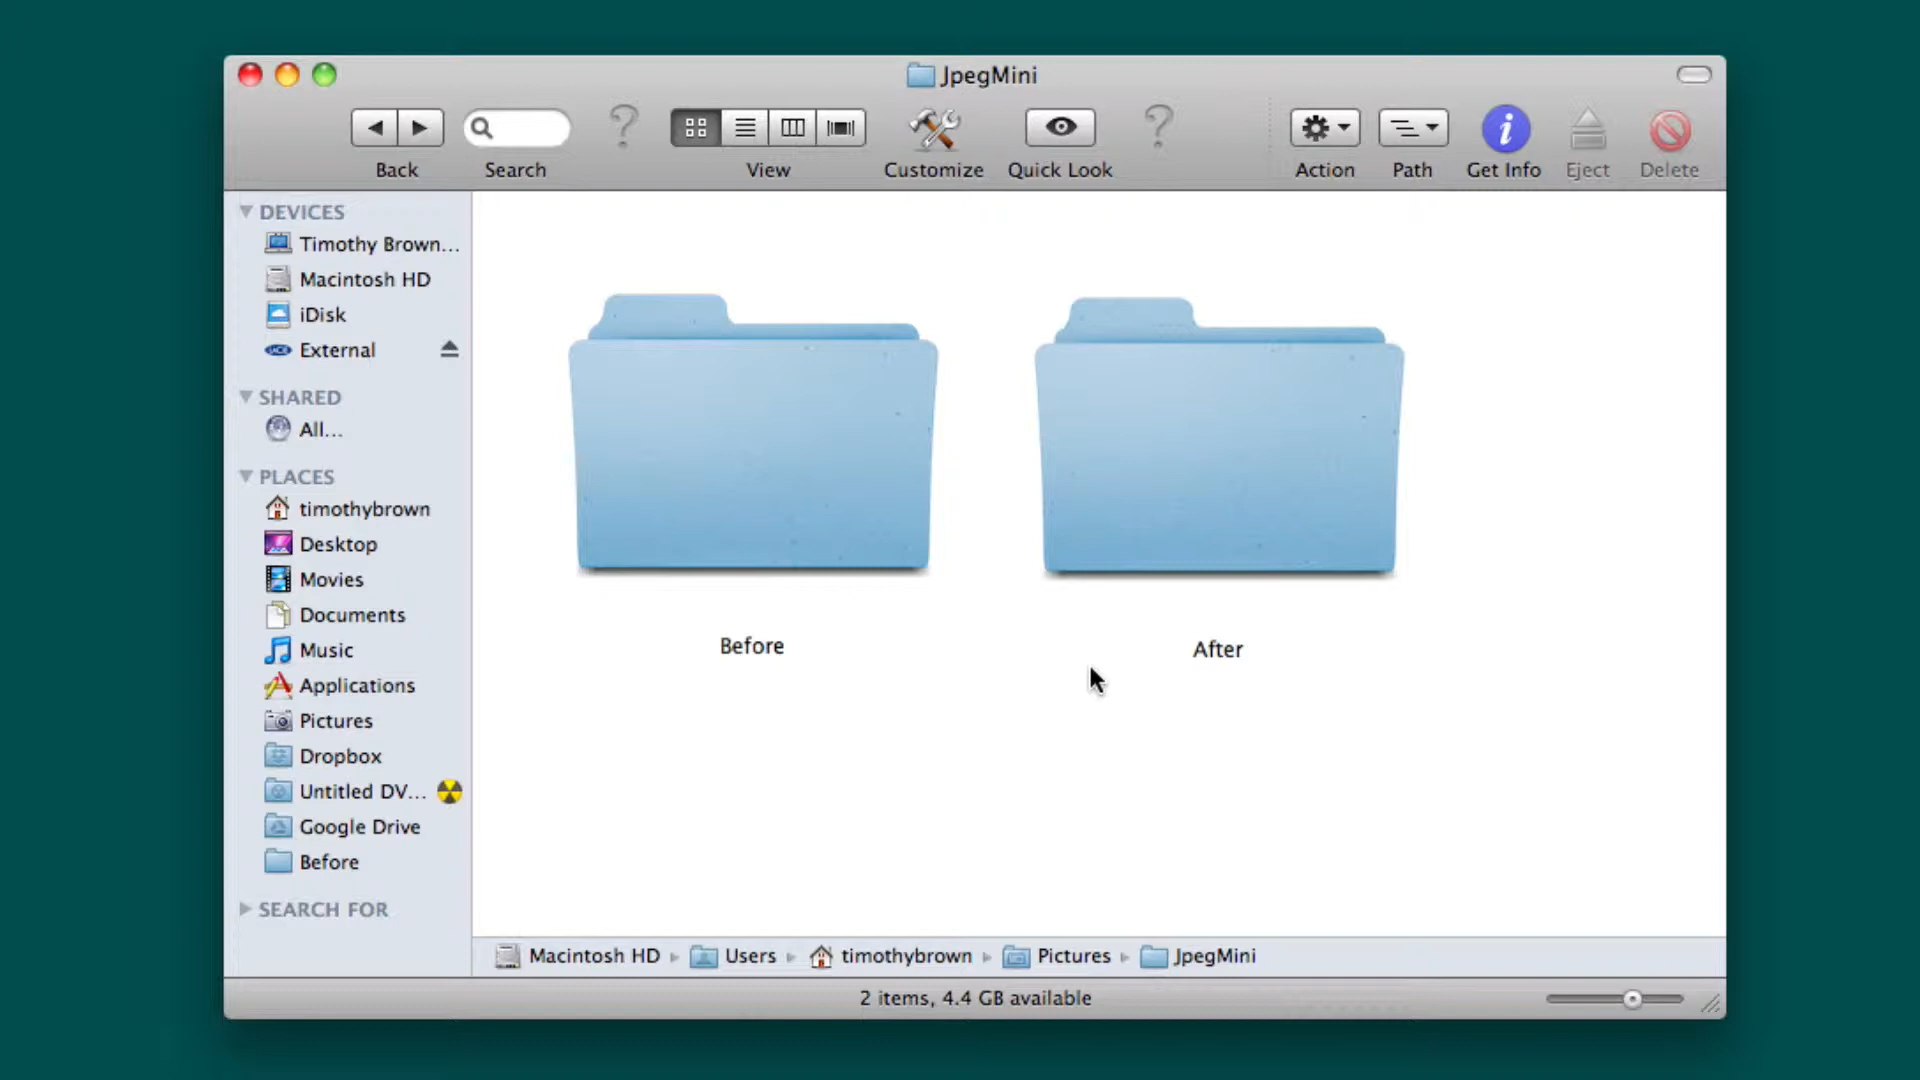 JpegMini
Back
Search
View
Customize
Quick Look
Action
Path
Get Info
Eject
Delete
DEVICES
Timothy Brown...
Macintosh HD
iDisk
External
SHARED
All...
PLACES
timothybrown
Desktop
Movies
Documents
Music
Applications
Pictures
Dropbox
Untitled DV...
Google Drive
Before
SEARCH FOR
Before
After
Macintosh HD ▸ Users ▸ timothybrown ▸ Pictures ▸ JpegMini
2 items, 4.4 GB available